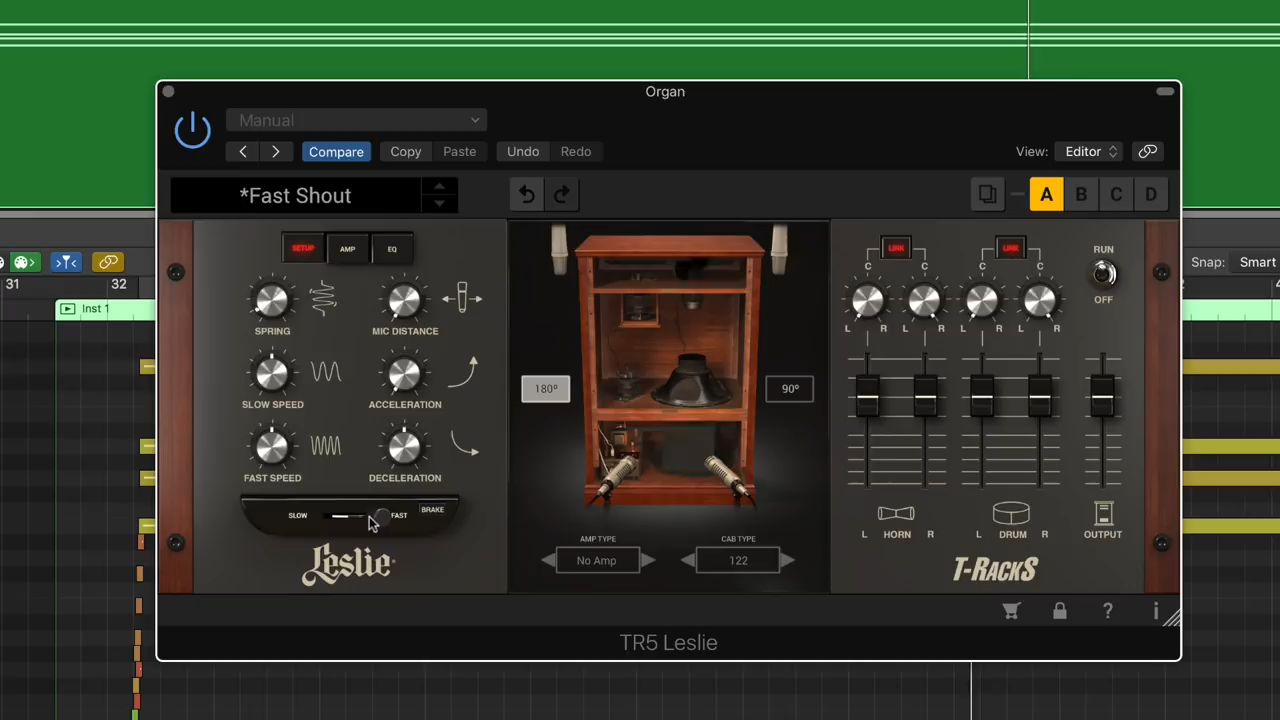 Organ
Manual
Compare
Copy
Paste
Undo
Redo
View:
Editor
*Fast Shout
A
B
C
D
SETUP
AMP
EQ
LINK
LINK
RUN
C
C
C
C
OFF
31
32
Snap:
Smart
Inst 1
SPRING
MIC DISTANCE
L
R
L
R
L
R
L
R
180º
90º
SLOW SPEED
ACCELERATION
FAST SPEED
DECELERATION
SLOW
FAST
BRAKE
L
HORN
R
L
DRUM
R
OUTPUT
AMP TYPE
CAB TYPE
No Amp
122
Leslie
T-RackS
TR5 Leslie